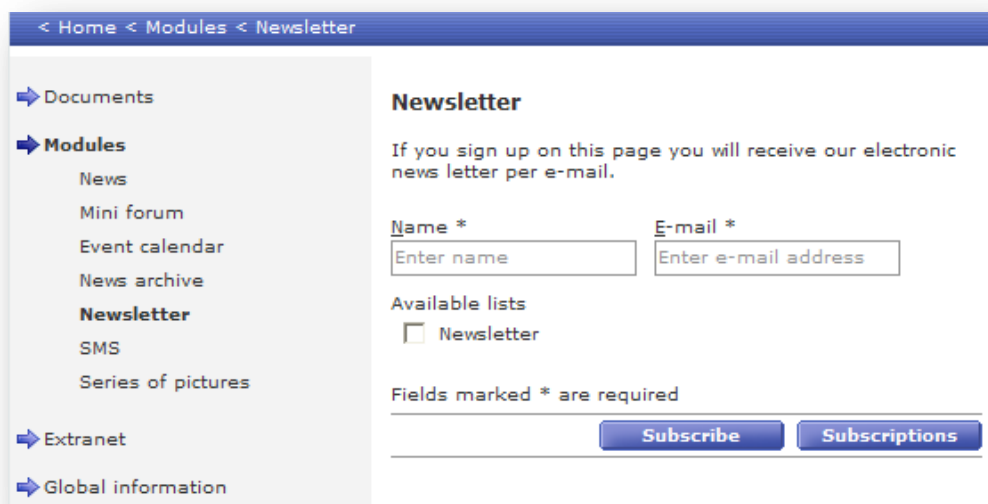 < Home < Modules < Newsletter
Documents
Modules
News
Mini forum
Event calendar
News archive
Newsletter
SMS
Series of pictures
Extranet
Global information
Newsletter
If you sign up on this page you will receive our electronic
news letter per e-mail.
Name * E-mail *
Enter name Enter e-mail address
Available lists
Newsletter
Fields marked * are required
Subscribe Subscriptions